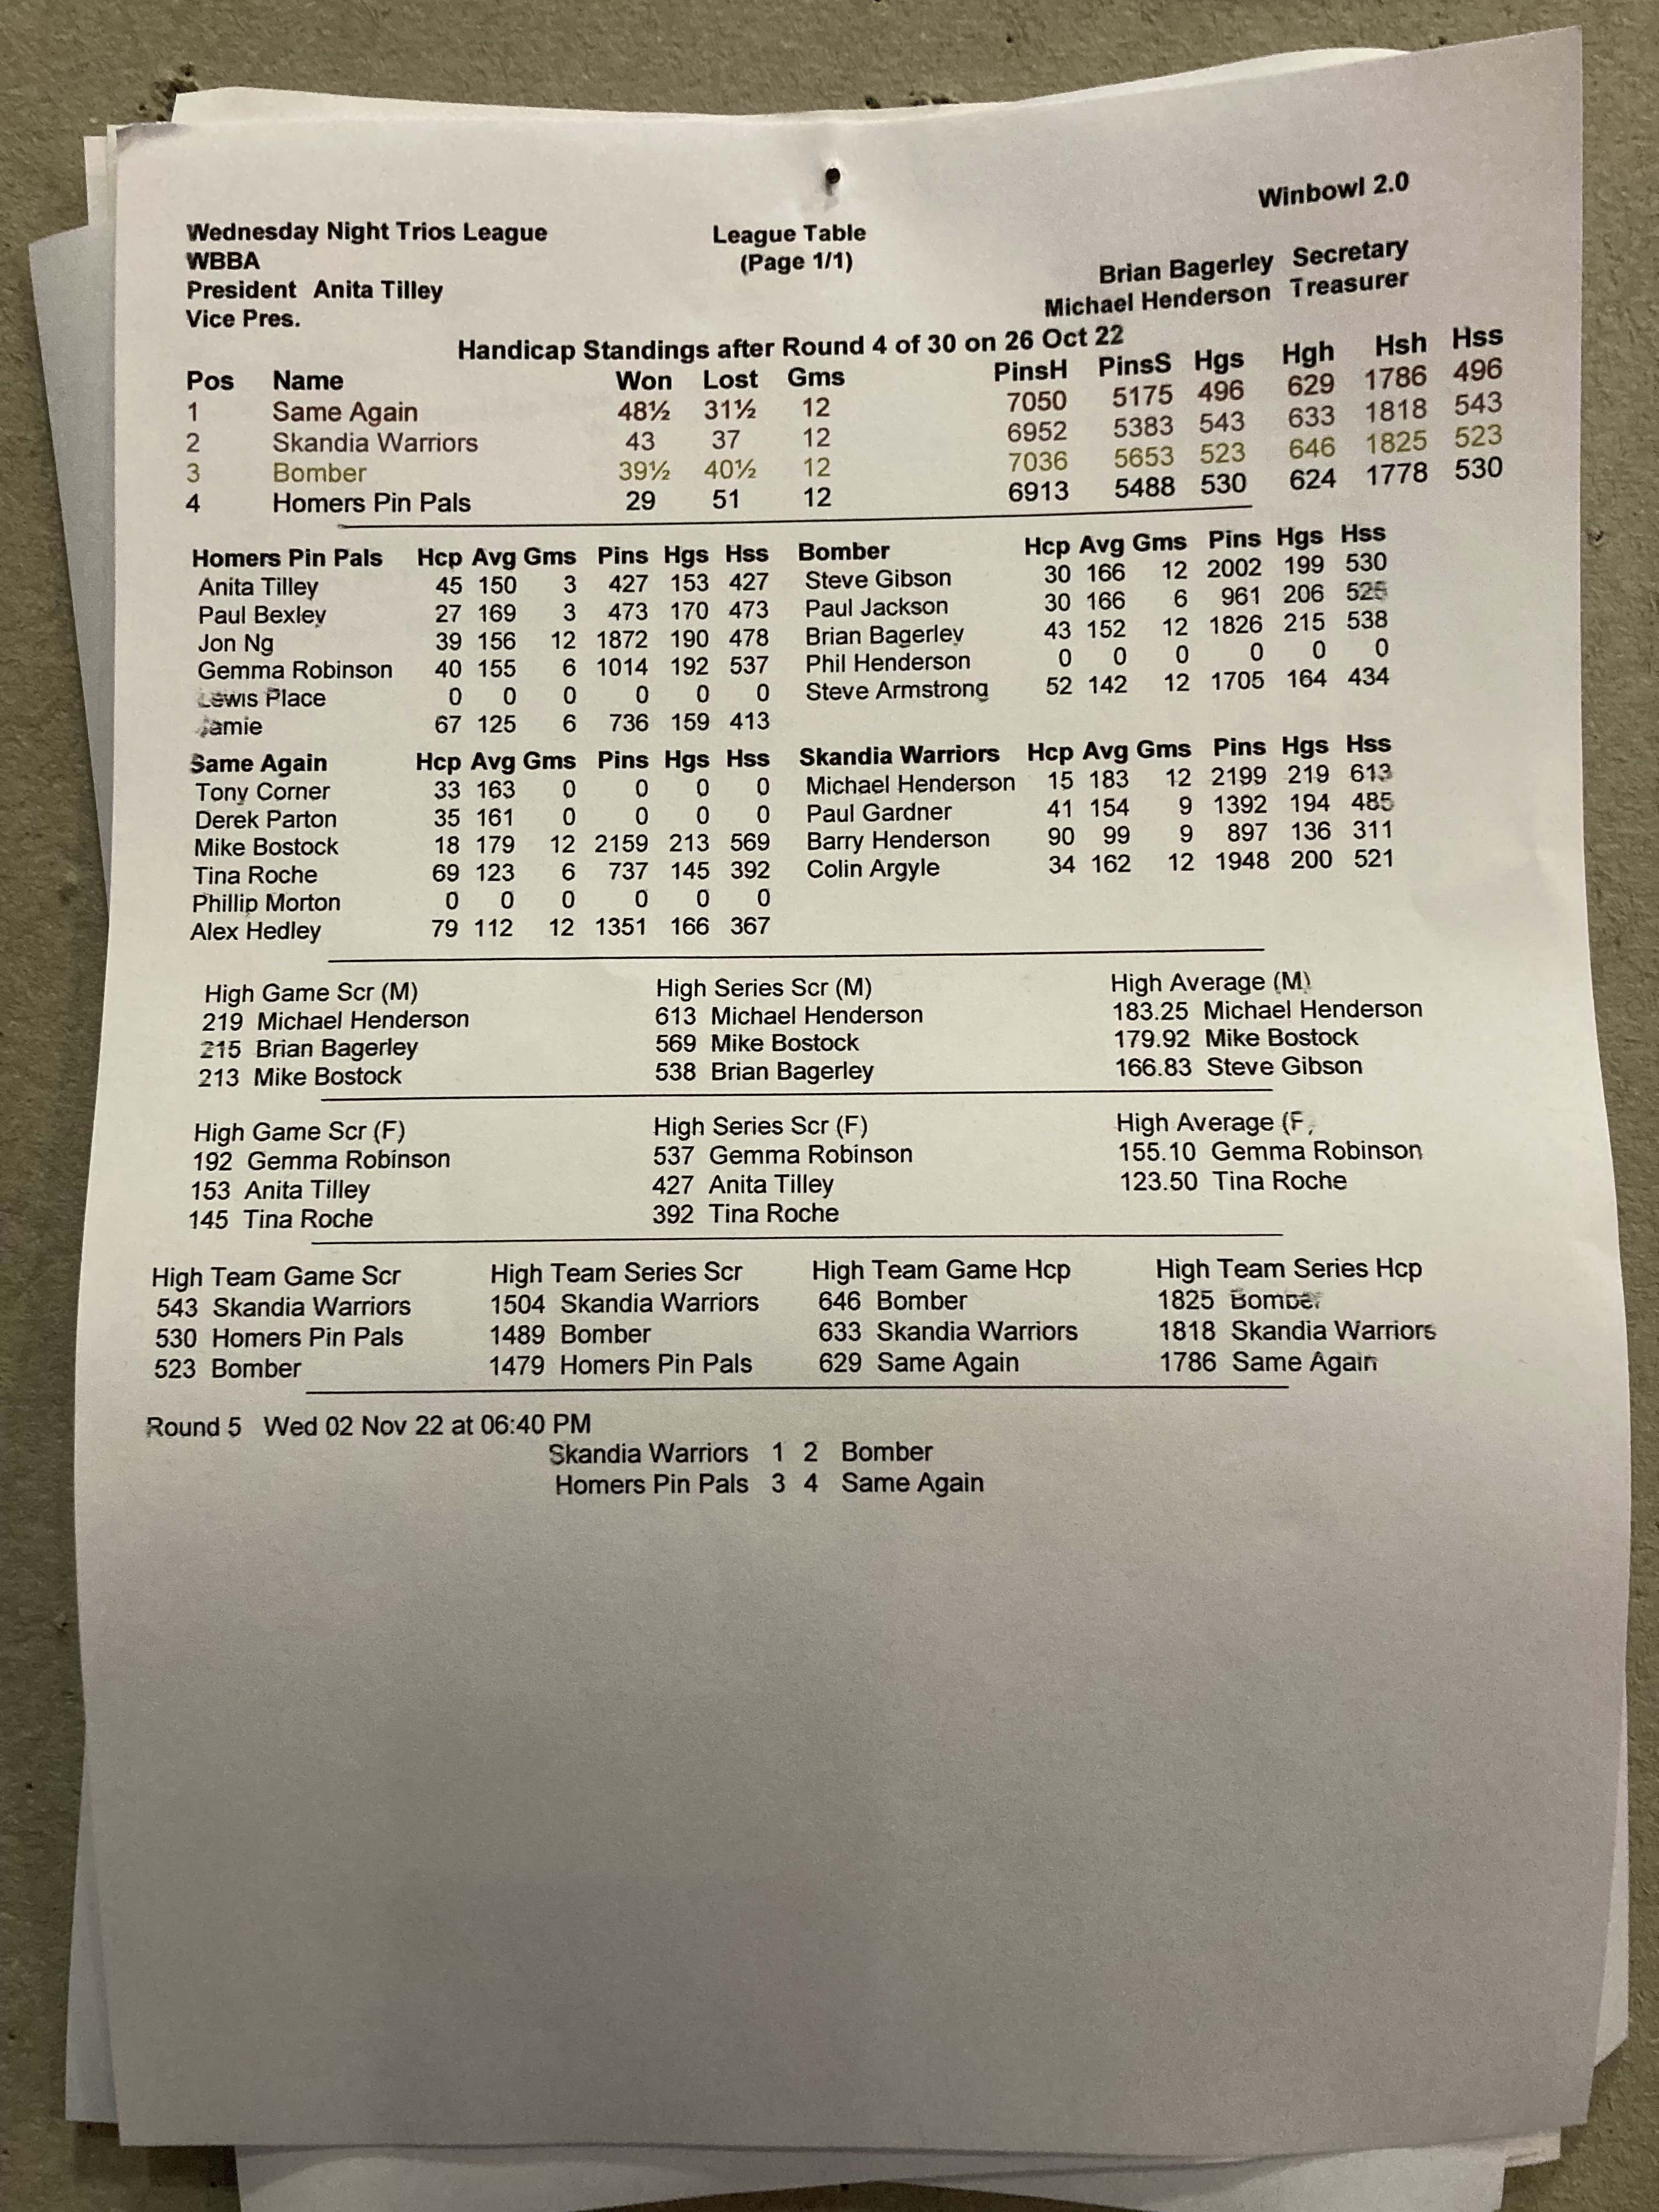 Winbowl 2.0
Wednesday Night Trios League League Table
WBBA (Page 1/1) Brian Bagerley Secretary
President Anita Tilley Michael Henderson Treasurer
Vice Pres.
Handicap Standings after Round 4 of 30 on 26 Oct 22
Pos Name Won Lost Gms PinsH PinsS Hgs Hgh Hsh Hss
1 Same Again 48½ 31½ 12 7050 5175 496 629 1786 496
2 Skandia Warriors 43 37 12 6952 5383 543 633 1818 543
3 Bomber 39½ 40½ 12 7036 5653 523 646 1825 523
4 Homers Pin Pals 29 51 12 6913 5488 530 624 1778 530
Homers Pin Pals Hcp Avg Gms Pins Hgs Hss
Anita Tilley 45 150 3 427 153 427
Paul Bexley 27 169 3 473 170 473
Jon Ng 39 156 12 1872 190 478
Gemma Robinson 40 155 6 1014 192 537
Lewis Place 0 0 0 0 0 0
Jamie 67 125 6 736 159 413
Bomber Hcp Avg Gms Pins Hgs Hss
Steve Gibson 30 166 12 2002 199 530
Paul Jackson 30 166 6 961 206 525
Brian Bagerley 43 152 12 1826 215 538
Phil Henderson 0 0 0 0 0 0
Steve Armstrong 52 142 12 1705 164 434
Same Again Hcp Avg Gms Pins Hgs Hss
Tony Corner 33 163 0 0 0 0
Derek Parton 35 161 0 0 0 0
Mike Bostock 18 179 12 2159 213 569
Tina Roche 69 123 6 737 145 392
Phillip Morton 0 0 0 0 0 0
Alex Hedley 79 112 12 1351 166 367
Skandia Warriors Hcp Avg Gms Pins Hgs Hss
Michael Henderson 15 183 12 2199 219 613
Paul Gardner 41 154 9 1392 194 485
Barry Henderson 90 99 9 897 136 311
Colin Argyle 34 162 12 1948 200 521
High Game Scr (M) High Series Scr (M) High Average (M)
219 Michael Henderson 613 Michael Henderson 183.25 Michael Henderson
215 Brian Bagerley 569 Mike Bostock 179.92 Mike Bostock
213 Mike Bostock 538 Brian Bagerley 166.83 Steve Gibson
High Game Scr (F) High Series Scr (F) High Average (F)
192 Gemma Robinson 537 Gemma Robinson 155.10 Gemma Robinson
153 Anita Tilley 427 Anita Tilley 123.50 Tina Roche
145 Tina Roche 392 Tina Roche
High Team Game Scr High Team Series Scr High Team Game Hcp High Team Series Hcp
543 Skandia Warriors 1504 Skandia Warriors 646 Bomber 1825 Bomber
530 Homers Pin Pals 1489 Bomber 633 Skandia Warriors 1818 Skandia Warriors
523 Bomber 1479 Homers Pin Pals 629 Same Again 1786 Same Again
Round 5 Wed 02 Nov 22 at 06:40 PM
Skandia Warriors 1 2 Bomber
Homers Pin Pals 3 4 Same Again